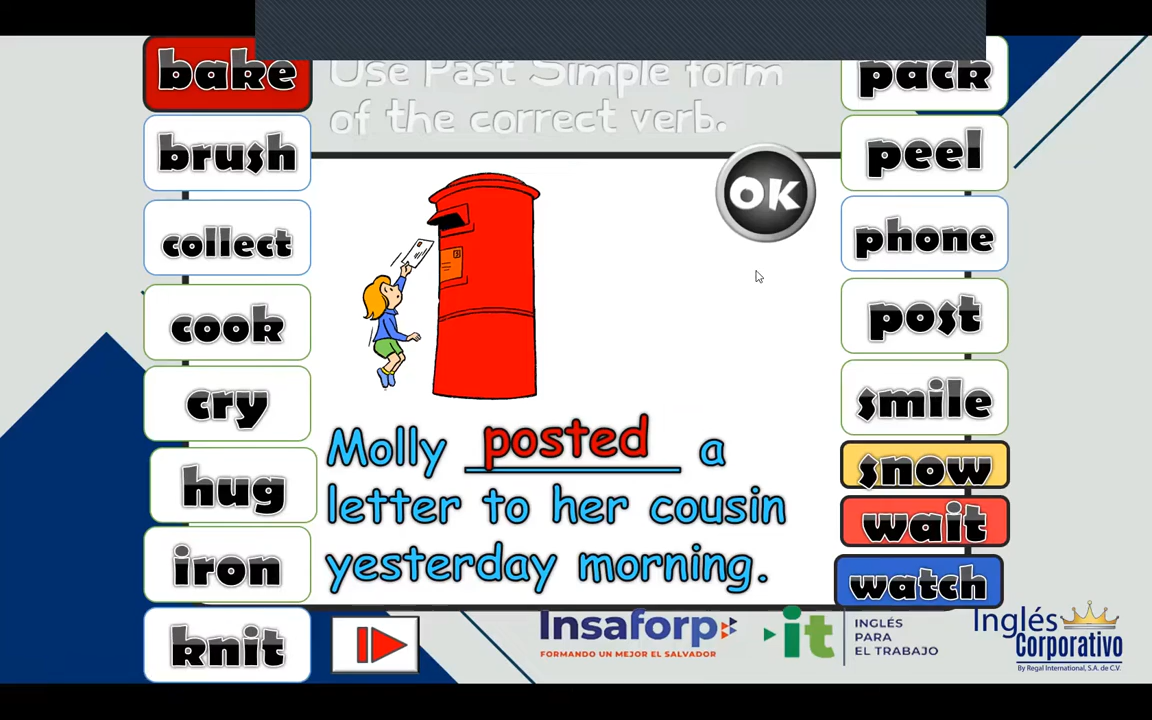 bake
brush
collect
cook
cry
hug
iron
knit
Use Past Simple form
of the correct verb.
OK
Molly posted a
letter to her cousin
yesterday morning.
pack
peel
phone
post
smile
snow
wait
watch
Insaforp
FORMANDO UN MEJOR EL SALVADOR
it
INGLÉS
PARA
EL TRABAJO
Inglés
Corporativo
By Regal International, S.A. de C.V.